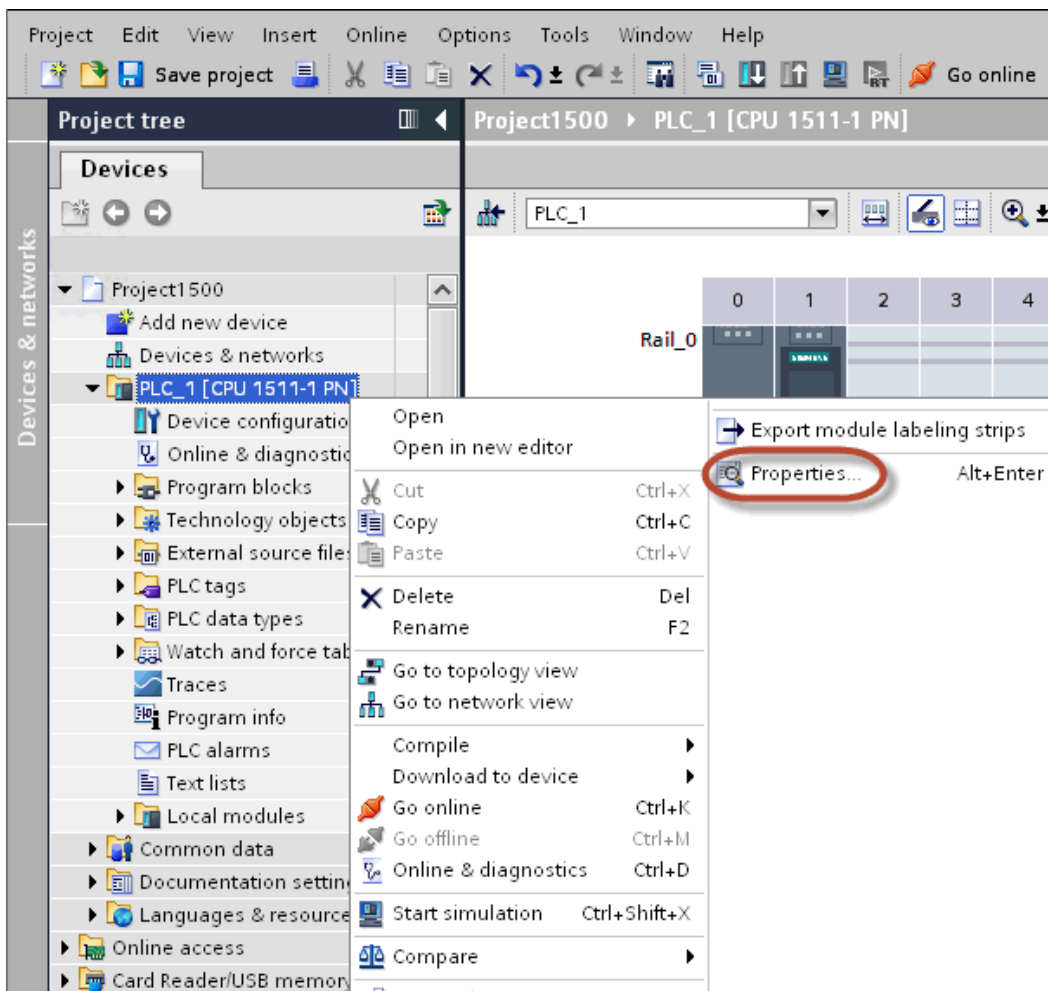 Project Edit View Insert Online Options Tools Window Help
Save project Go online
Project tree
Project1500 PLC_1 [CPU 1511-1 PN]
Devices
PLC_1
Devices & networks
Project1500
Add new device
Devices & networks
PLC_1 [CPU 1511-1 PN]
Device configuratio
Online & diagnostic
Program blocks
Technology objects
External source files
PLC tags
PLC data types
Watch and force tab
Traces
Program info
PLC alarms
Text lists
Local modules
Common data
Documentation settin
Languages & resource
Online access
Card Reader/USB memory
0 1 2 3 4
Rail_0
SIEMENS
Open
Open in new editor
Cut Ctrl+X
Copy Ctrl+C
Paste Ctrl+V
Delete Del
Rename F2
Go to topology view
Go to network view
Compile
Download to device
Go online Ctrl+K
Go offline Ctrl+M
Online & diagnostics Ctrl+D
Start simulation Ctrl+Shift+X
Compare
Export module labeling strips
Properties... Alt+Enter